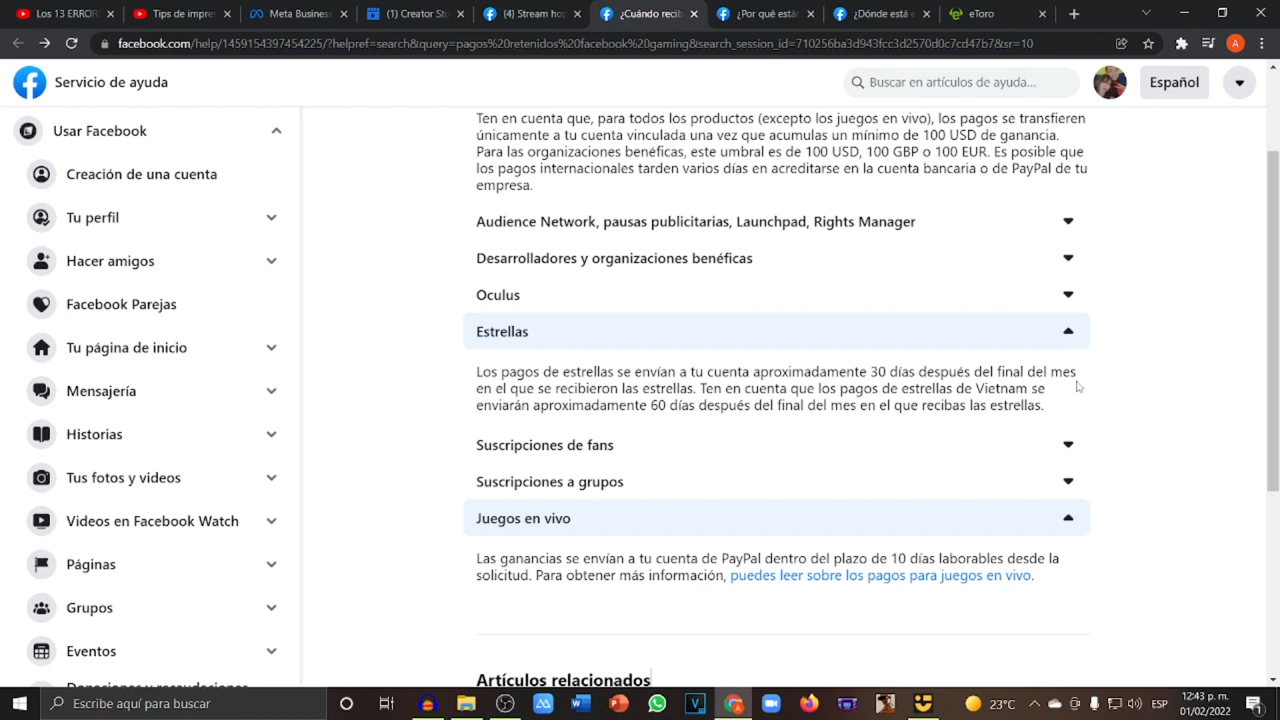 Los 13 ERROR
Tips de impres
Meta Business
(1) Creator Stu
(4) Stream hop
¿Cuándo recib
¿Por qué están
¿Dónde está e
eToro
facebook.com/help/1459154397454225/?helpref=search&query=pagos%20retenidos%20facebook%20gaming&search_session_id=710256ba3d943fcc3d2570d0c7cd47b7&sr=10
A
Servicio de ayuda
Buscar en artículos de ayuda...
Español
Usar Facebook
Creación de una cuenta
Tu perfil
Hacer amigos
Facebook Parejas
Tu página de inicio
Mensajería
Historias
Tus fotos y videos
Videos en Facebook Watch
Páginas
Grupos
Eventos
Donaciones y recaudaciones
Ten en cuenta que, para todos los productos (excepto los juegos en vivo), los pagos se transfieren
únicamente a tu cuenta vinculada una vez que acumulas un mínimo de 100 USD de ganancia.
Para las organizaciones benéficas, este umbral es de 100 USD, 100 GBP o 100 EUR. Es posible que
los pagos internacionales tarden varios días en acreditarse en la cuenta bancaria o de PayPal de tu
empresa.
Audience Network, pausas publicitarias, Launchpad, Rights Manager
Desarrolladores y organizaciones benéficas
Oculus
Estrellas
Los pagos de estrellas se envían a tu cuenta aproximadamente 30 días después del final del mes
en el que se recibieron las estrellas. Ten en cuenta que los pagos de estrellas de Vietnam se
enviarán aproximadamente 60 días después del final del mes en el que recibas las estrellas.
Suscripciones de fans
Suscripciones a grupos
Juegos en vivo
Las ganancias se envían a tu cuenta de PayPal dentro del plazo de 10 días laborables desde la
solicitud. Para obtener más información, puedes leer sobre los pagos para juegos en vivo.
Artículos relacionados
Escribe aquí para buscar
23°C
ESP
12:43 p. m.
01/02/2022